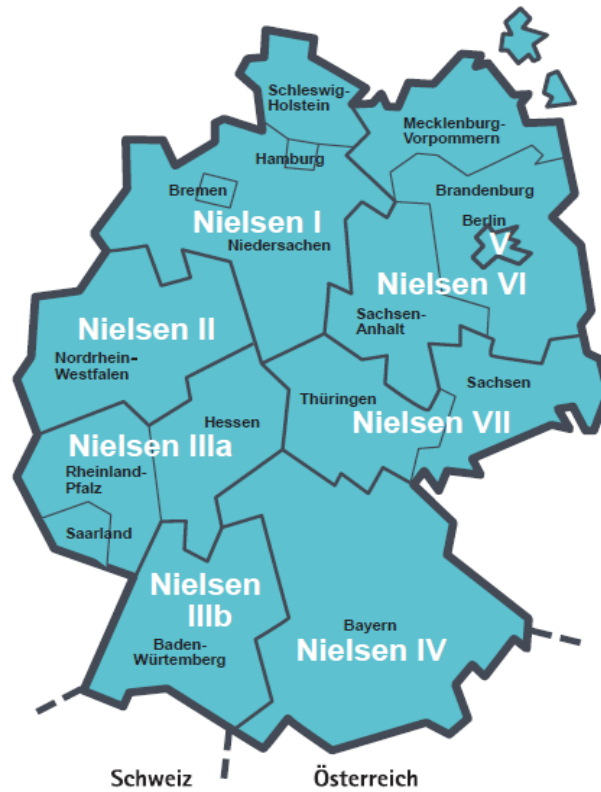 Schleswig-
Holstein
Mecklenburg-
Vorpommern
Hamburg
Bremen
Brandenburg
Berlin
Nielsen I
V
Niedersachen
Nielsen VI
Nielsen II
Sachsen-
Anhalt
Nordrhein-
Westfalen
Sachsen
Thüringen
Hessen
Nielsen VII
Nielsen IIIa
Rheinland-
Pfalz
Saarland
Nielsen
IIIb
Bayern
Baden-
Würtemberg
Nielsen IV
Schweiz
Österreich